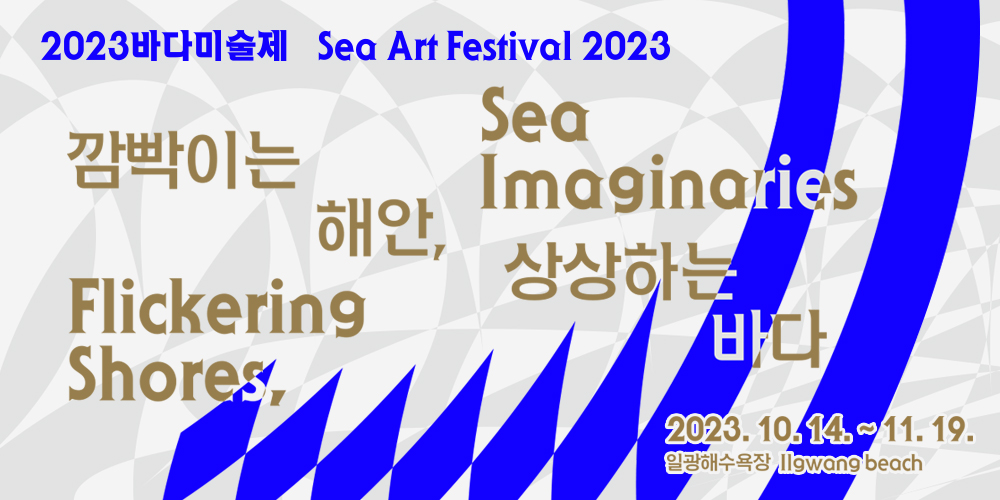 2023바다미술제 Sea Art Festival 2023
깜빡이는
해안,
Flickering
Shores,
Sea
Imaginaries
상상하는
바다
2023. 10. 14. ~ 11. 19.
일광해수욕장 Ilgwang beach